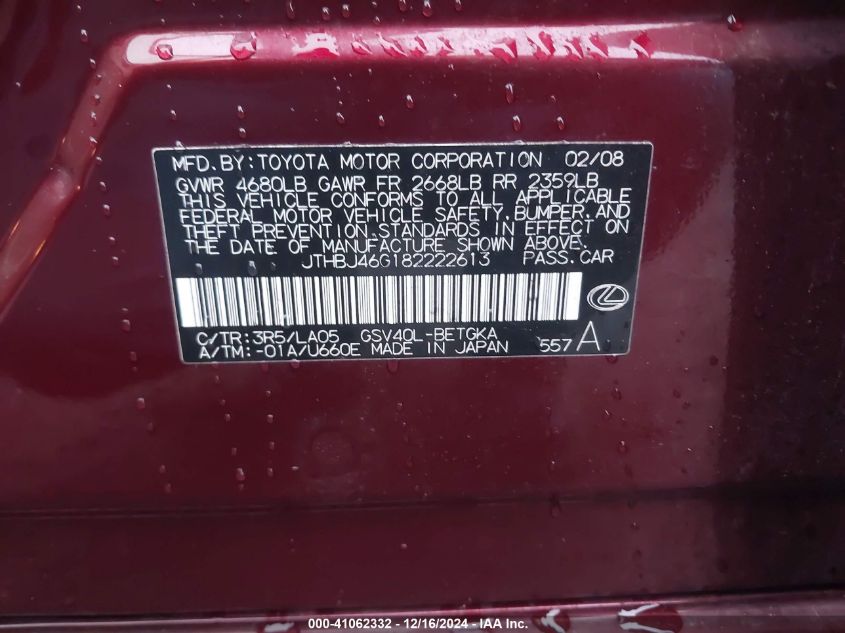 MFD. BY: TOYOTA MOTOR CORPORATION 02/08
GVWR 4680LB GAWR FR 2668LB RR 2359LB
THIS VEHICLE CONFORMS TO ALL APPLICABLE
FEDERAL MOTOR VEHICLE SAFETY, BUMPER, AND
THEFT PREVENTION STANDARDS IN EFFECT ON
THE DATE OF MANUFACTURE SHOWN ABOVE.
JTHBJ46G182222613 PASS. CAR
C/TR: 3R5/LA05 GSV40L-BETGKA
A/TM: -01A/U660E MADE IN JAPAN 557 A
000-41062332 - 12/16/2024 - IAA, Inc.